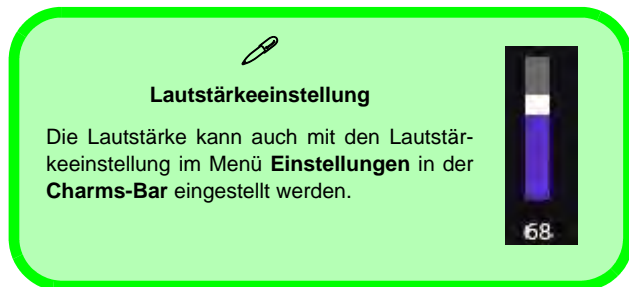 Lautstärkeeinstellung
Die Lautstärke kann auch mit den Lautstär-
keeinstellung im Menü Einstellungen in der
Charms-Bar eingestellt werden.
68